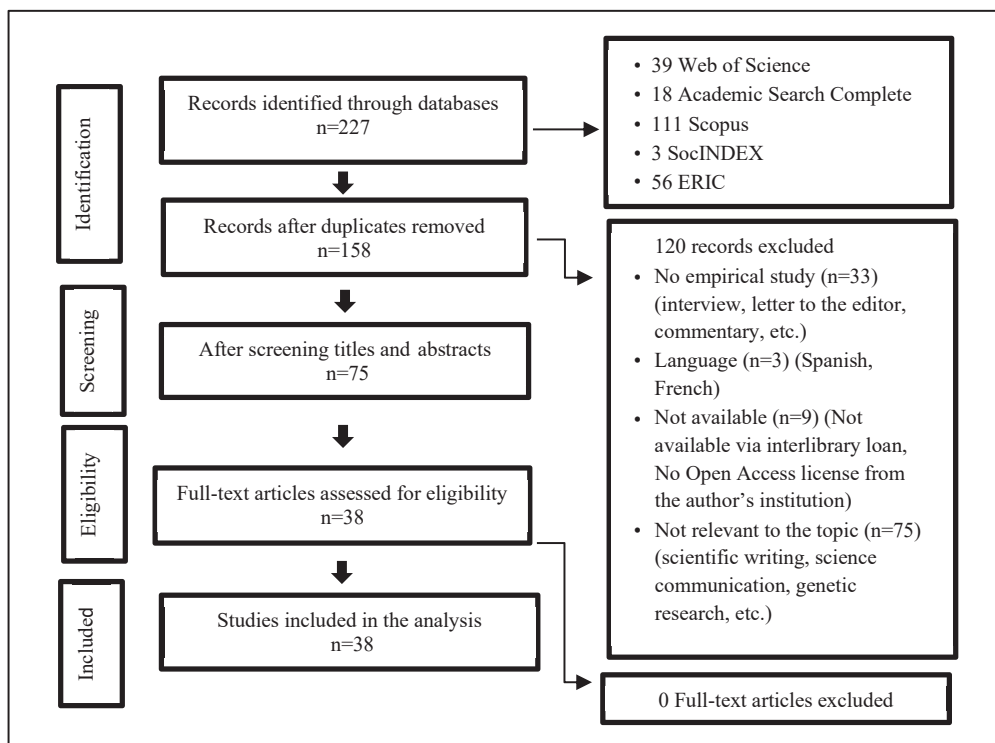 Identification
Records identified through databases
n=227
• 39 Web of Science
• 18 Academic Search Complete
• 111 Scopus
• 3 SocINDEX
• 56 ERIC
Records after duplicates removed
n=158
120 records excluded
• No empirical study (n=33)
(interview, letter to the editor,
commentary, etc.)
• Language (n=3) (Spanish,
French)
• Not available (n=9) (Not
available via interlibrary loan,
No Open Access license from
the author’s institution)
• Not relevant to the topic (n=75)
(scientific writing, science
communication, genetic
research, etc.)
Screening
After screening titles and abstracts
n=75
Eligibility
Full-text articles assessed for eligibility
n=38
Included
Studies included in the analysis
n=38
0 Full-text articles excluded